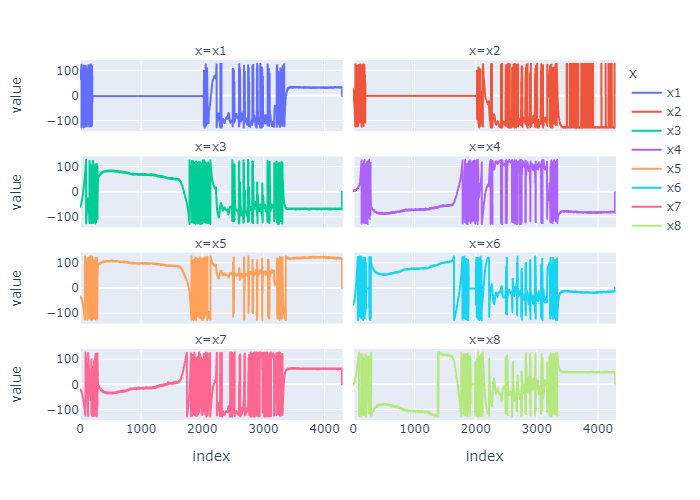 x=x1 x=x2
value
100
0
−100
x
x1
x2
x3
x4
x5
x6
x7
x8
x=x3 x=x4
value
100
0
−100
x=x5 x=x6
value
100
0
−100
x=x7 x=x8
value
100
0
−100
0 1000 2000 3000 4000 0 1000 2000 3000 4000
index index